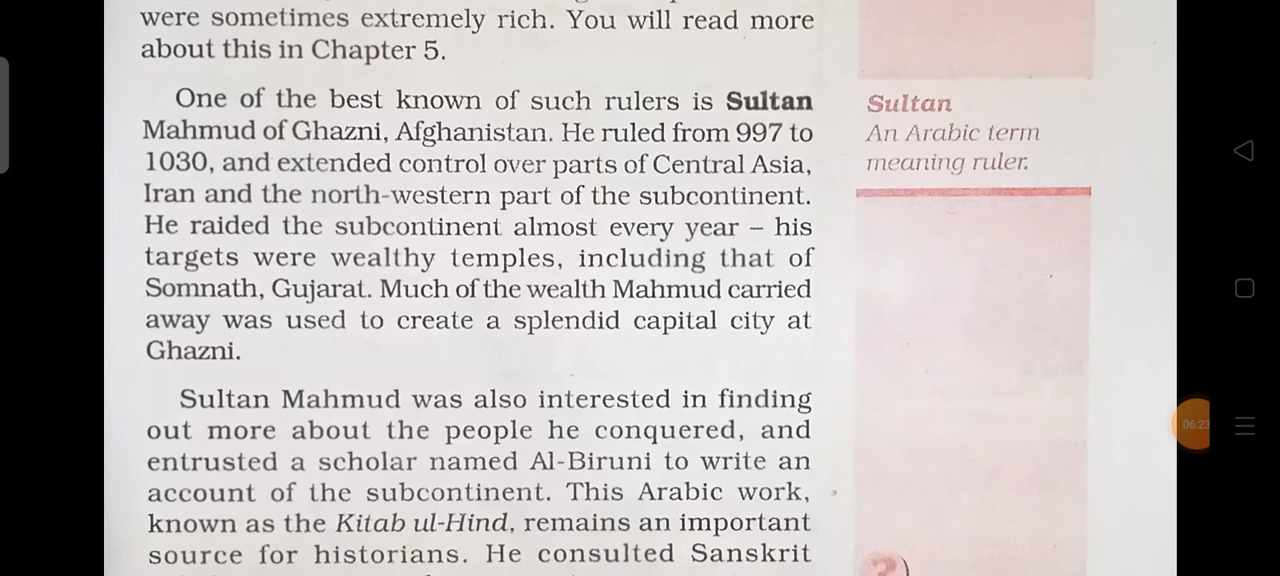 were sometimes extremely rich. You will read more
about this in Chapter 5.
One of the best known of such rulers is Sultan
Mahmud of Ghazni, Afghanistan. He ruled from 997 to
1030, and extended control over parts of Central Asia,
Iran and the north-western part of the subcontinent.
He raided the subcontinent almost every year – his
targets were wealthy temples, including that of
Somnath, Gujarat. Much of the wealth Mahmud carried
away was used to create a splendid capital city at
Ghazni.
Sultan Mahmud was also interested in finding
out more about the people he conquered, and
entrusted a scholar named Al-Biruni to write an
account of the subcontinent. This Arabic work,
known as the Kitab ul-Hind, remains an important
source for historians. He consulted Sanskrit
Sultan
An Arabic term
meaning ruler.
?
06:23